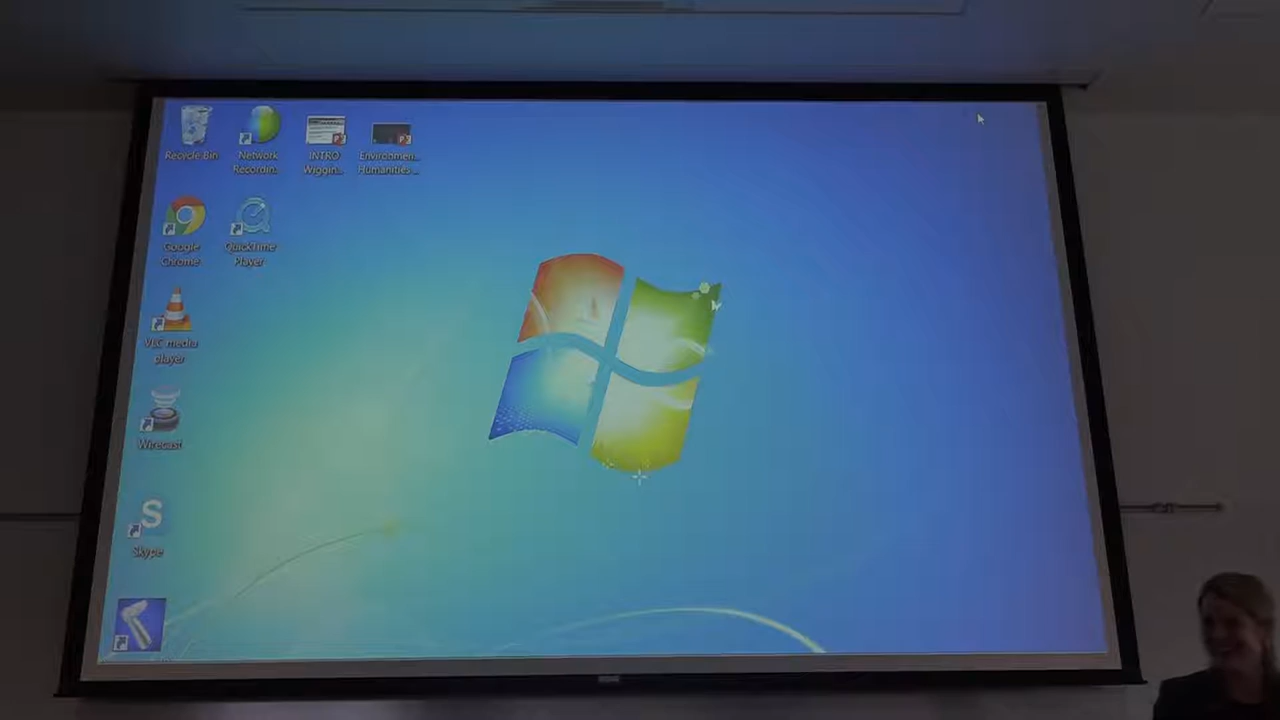 Recycle Bin
Network
Recordin...
INTRO
Wiggin...
Environmen...
Humanities ...
Google
Chrome
QuickTime
Player
VLC media
player
Wirecast
S
Skype